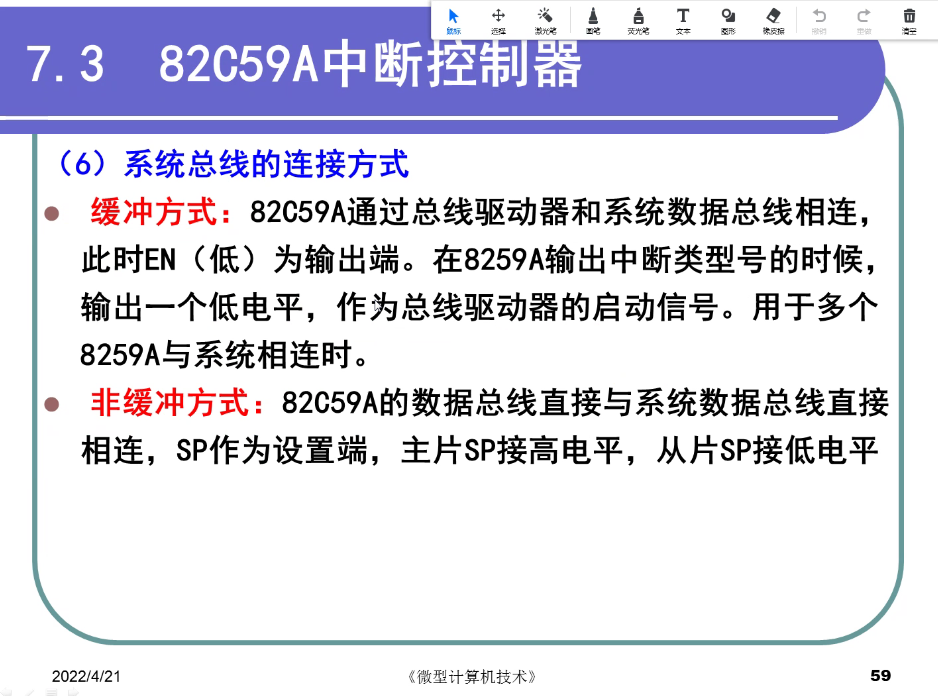 鼠标 选择 激光笔 画笔 荧光笔 文本 图形 橡皮擦 撤销 重做 清空
7.3 82C59A中断控制器
（6）系统总线的连接方式
● 缓冲方式：82C59A通过总线驱动器和系统数据总线相连，
此时EN（低）为输出端。在8259A输出中断类型号的时候，
输出一个低电平，作为总线驱动器的启动信号。用于多个
8259A与系统相连时。
● 非缓冲方式：82C59A的数据总线直接与系统数据总线直接
相连，SP作为设置端，主片SP接高电平，从片SP接低电平
2022/4/21 《微型计算机技术》 59